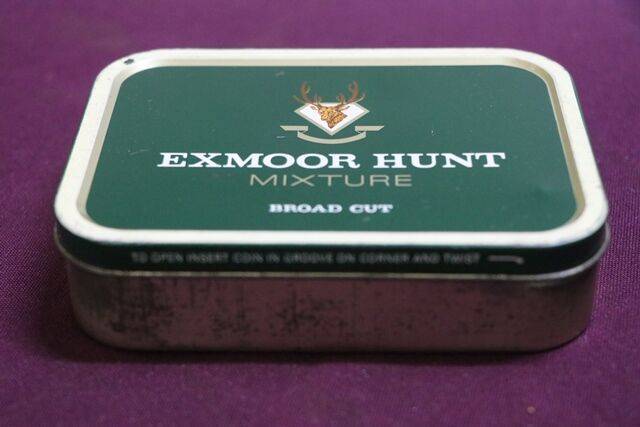 EXMOOR HUNT
MIXTURE
BROAD CUT
TO OPEN INSERT COIN IN GROOVE ON CORNER AND TWIST